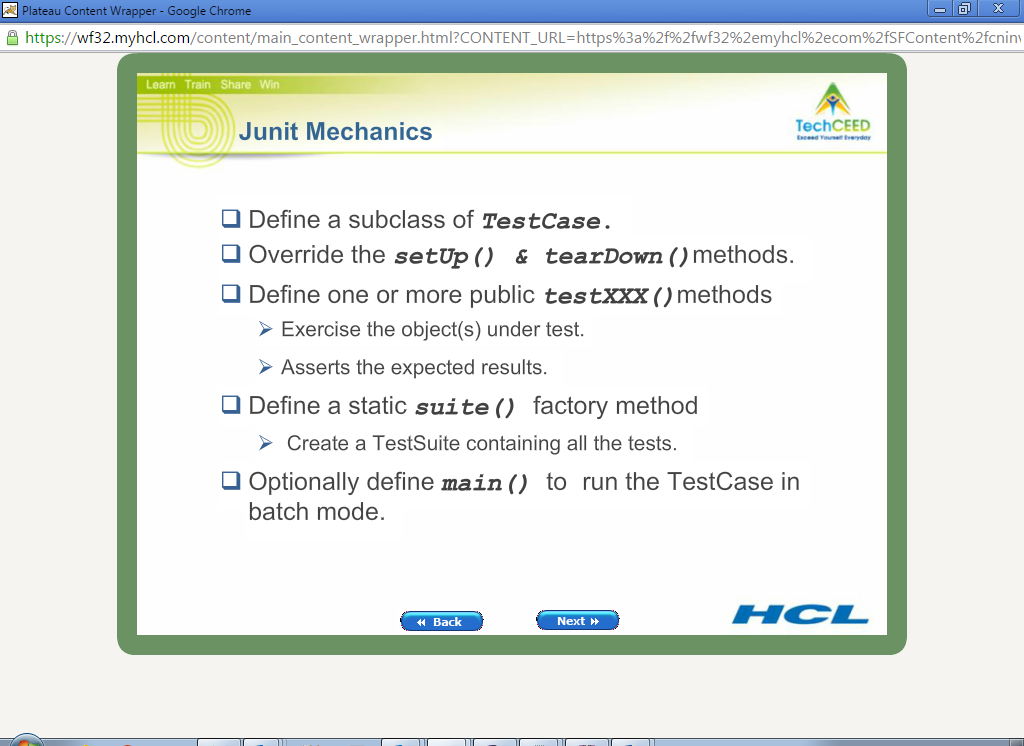 Plateau Content Wrapper - Google Chrome
https://wf32.myhcl.com/content/main_content_wrapper.html?CONTENT_URL=https%3a%2f%2fwf32%2emyhcl%2ecom%2fSFContent%2fcninv
Learn Train Share Win
Junit Mechanics
TechCEED
Exceed Yourself Everyday
Define a subclass of TestCase.
Override the setUp() & tearDown()methods.
Define one or more public testXXX()methods
Exercise the object(s) under test.
Asserts the expected results.
Define a static suite() factory method
Create a TestSuite containing all the tests.
Optionally define main() to run the TestCase in
batch mode.
Back
Next
HCL